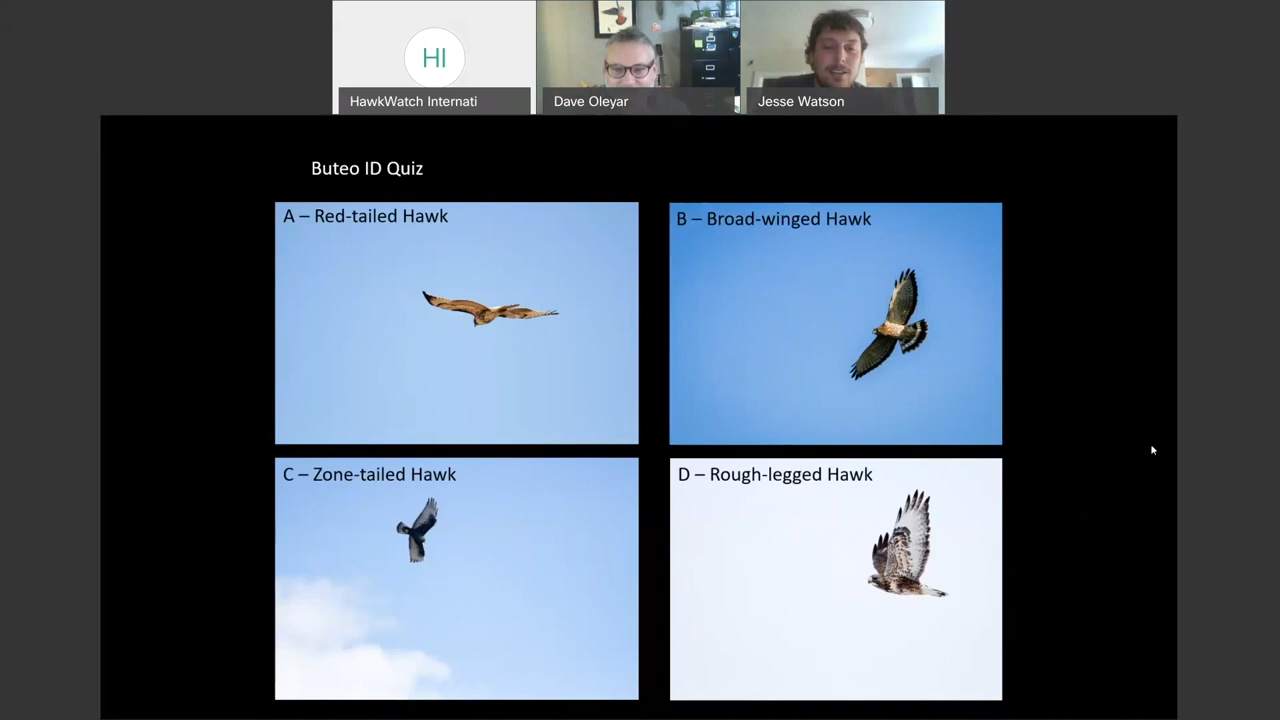 HI
HawkWatch Internati
Dave Oleyar
Jesse Watson
Buteo ID Quiz
A – Red-tailed Hawk
B – Broad-winged Hawk
C – Zone-tailed Hawk
D – Rough-legged Hawk